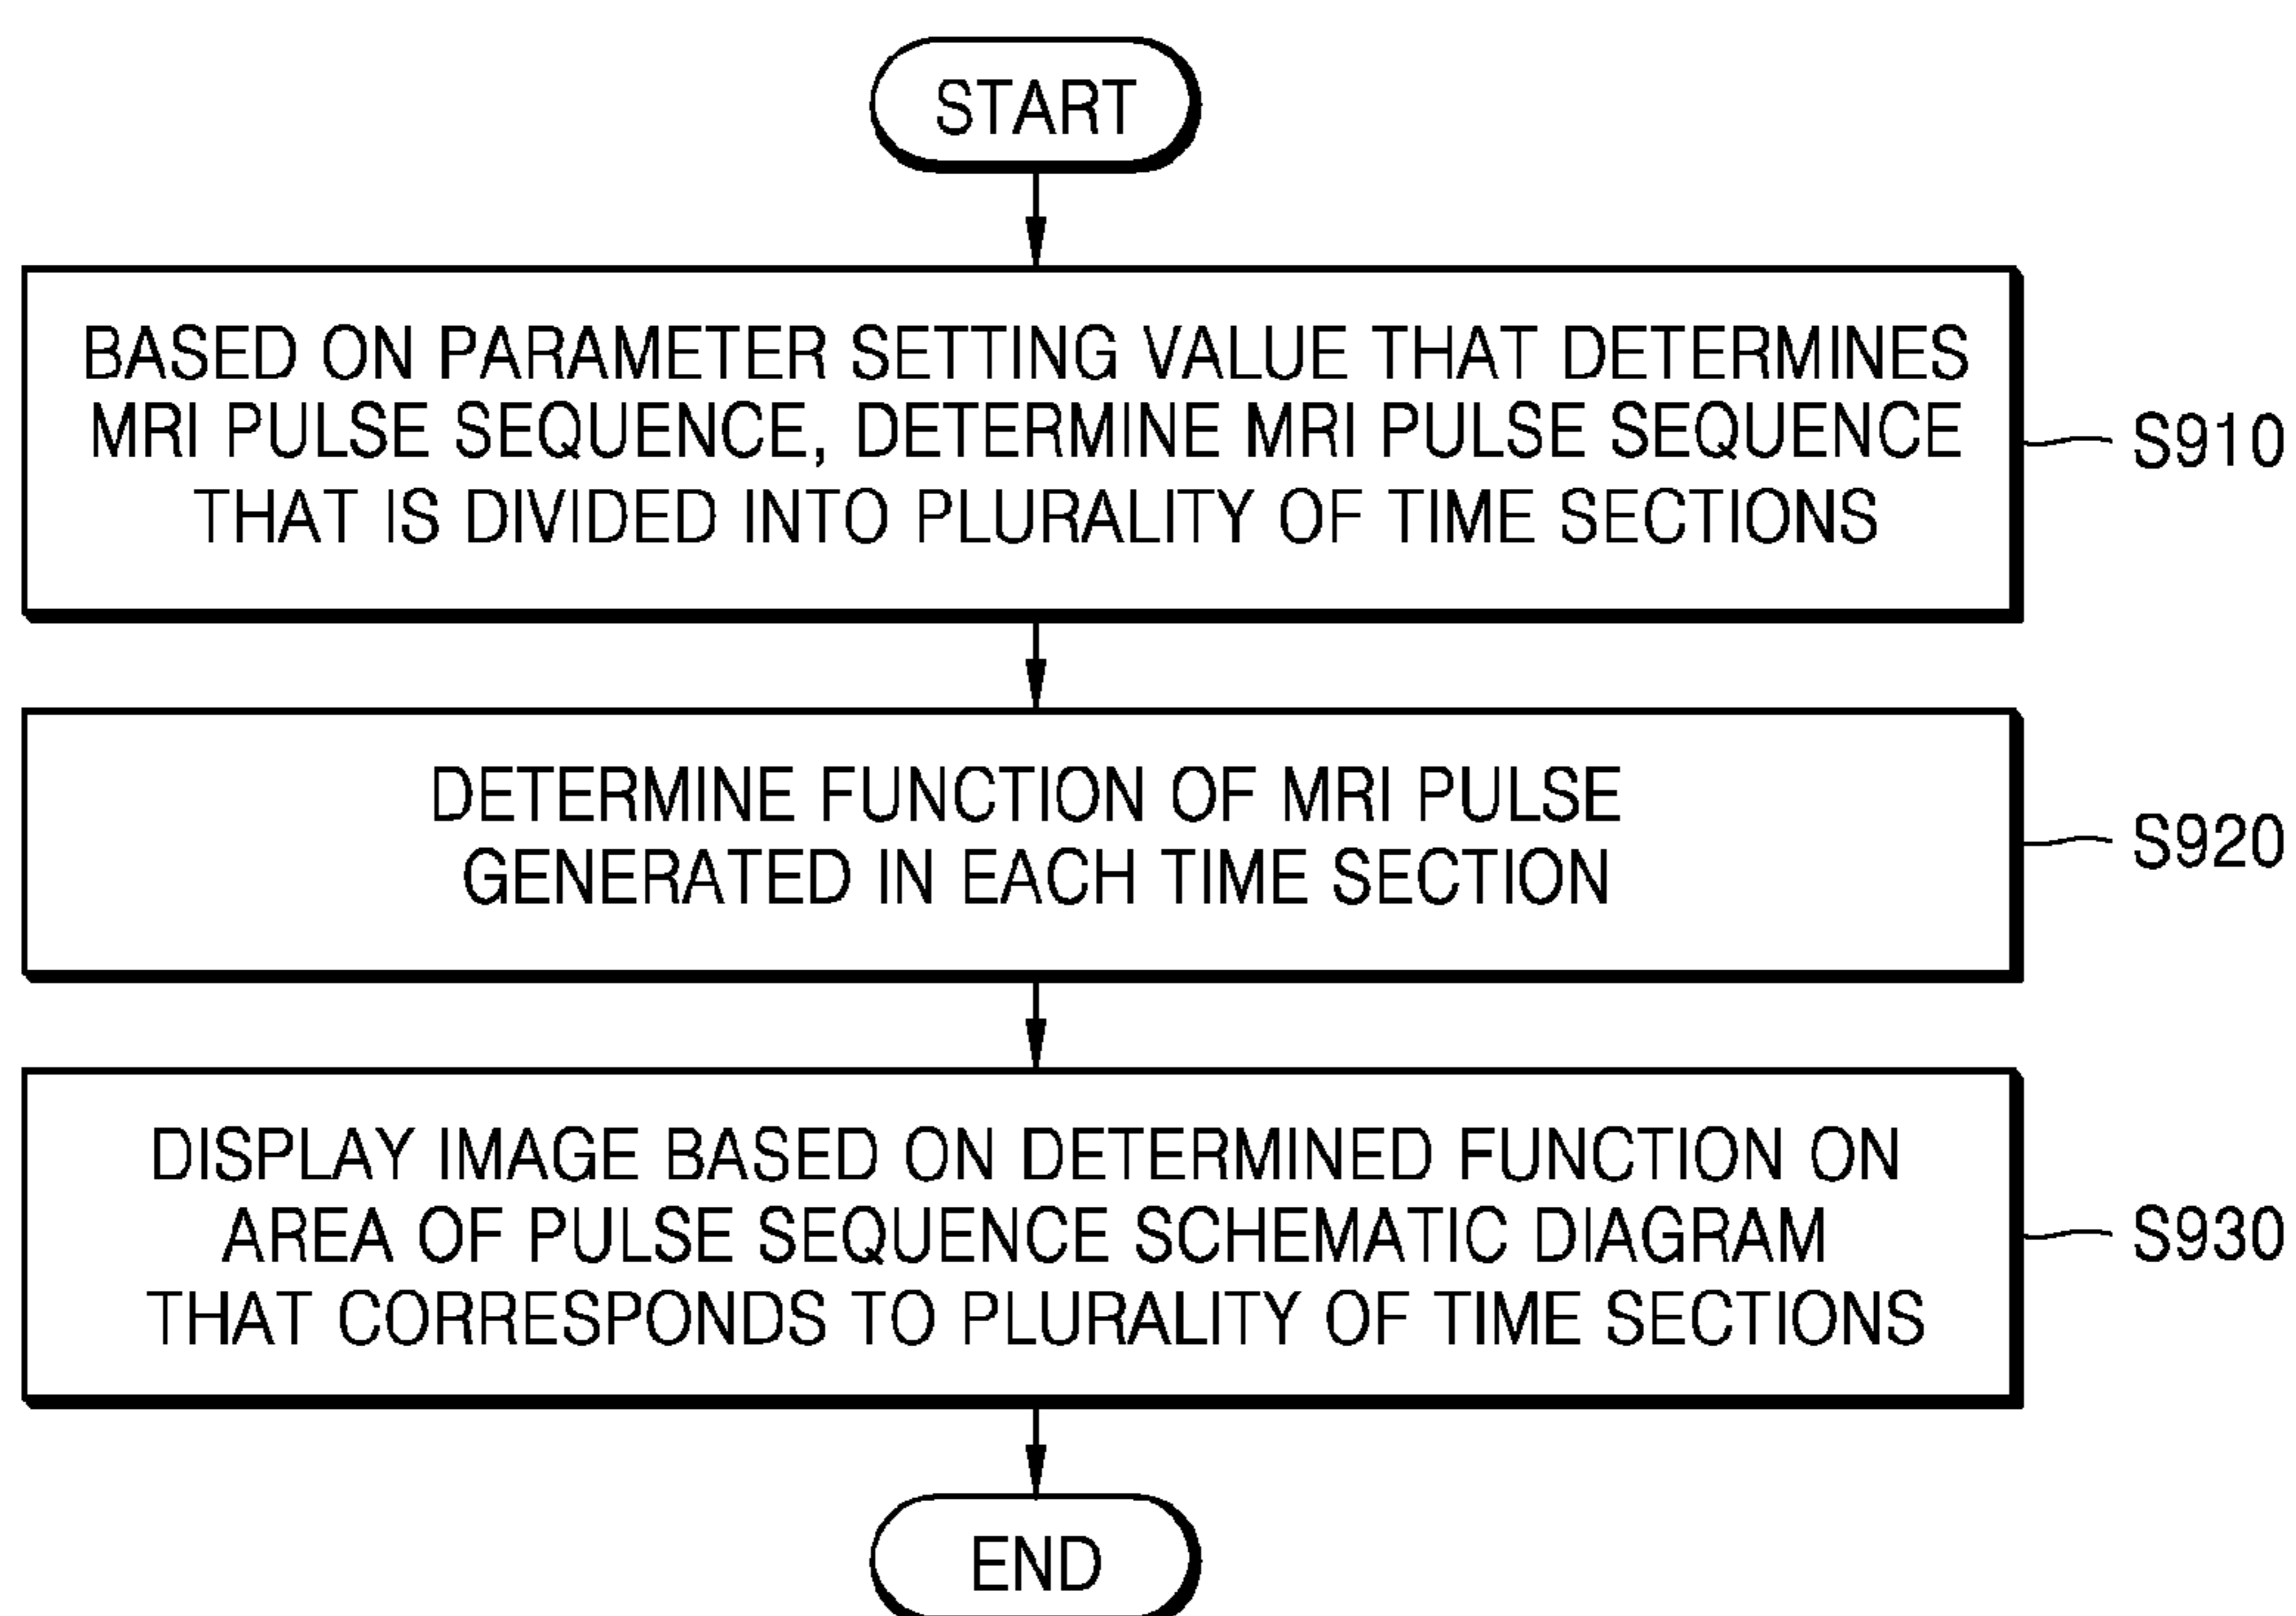 START
BASED ON PARAMETER SETTING VALUE THAT DETERMINES
MRI PULSE SEQUENCE, DETERMINE MRI PULSE SEQUENCE
THAT IS DIVIDED INTO PLURALITY OF TIME SECTIONS
S910
DETERMINE FUNCTION OF MRI PULSE
GENERATED IN EACH TIME SECTION
S920
DISPLAY IMAGE BASED ON DETERMINED FUNCTION ON
AREA OF PULSE SEQUENCE SCHEMATIC DIAGRAM
THAT CORRESPONDS TO PLURALITY OF TIME SECTIONS
S930
END